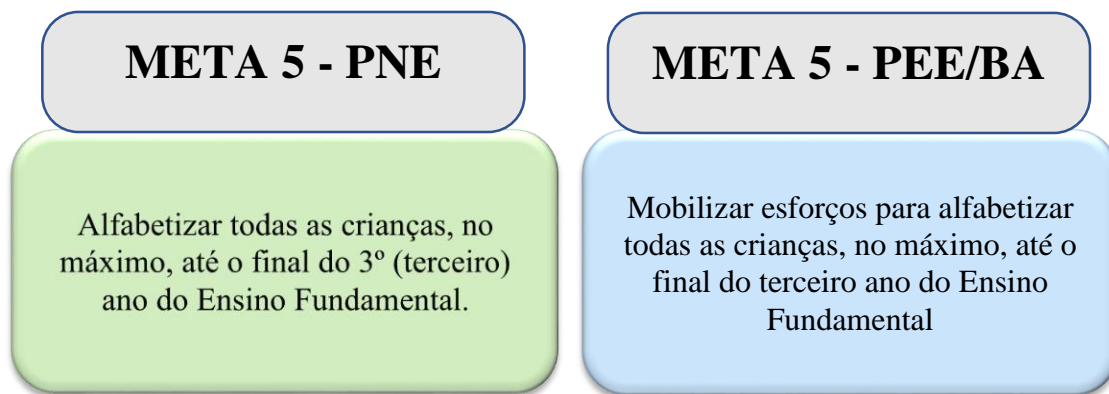 META 5 - PNE
Alfabetizar todas as crianças, no
máximo, até o final do 3º (terceiro)
ano do Ensino Fundamental.
META 5 - PEE/BA
Mobilizar esforços para alfabetizar
todas as crianças, no máximo, até o
final do terceiro ano do Ensino
Fundamental